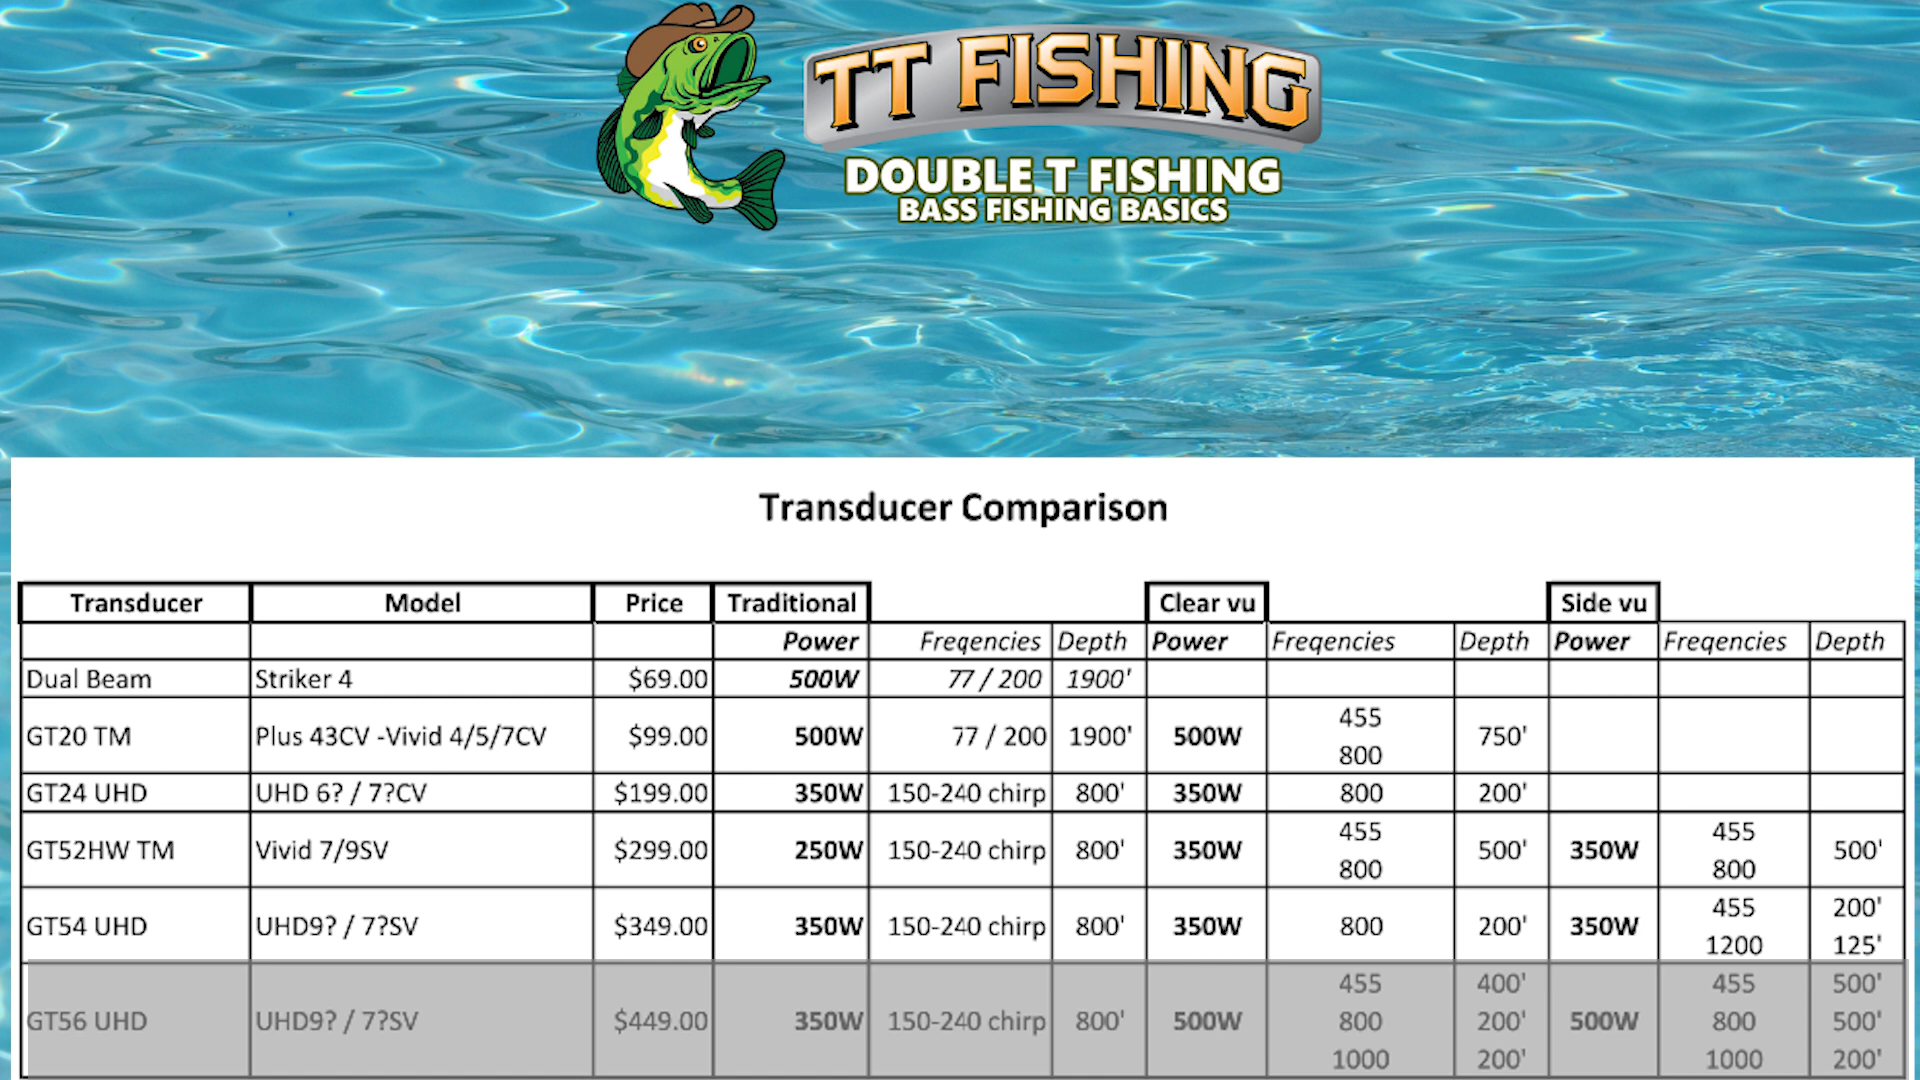 TT FISHING
DOUBLE T FISHING
BASS FISHING BASICS
Transducer Comparison
Transducer Model Price Traditional Clear vu Side vu
Power Freqencies Depth Power Freqencies Depth Power Freqencies Depth
Dual Beam Striker 4 $69.00 500W 77 / 200 1900'
GT20 TM Plus 43CV -Vivid 4/5/7CV $99.00 500W 77 / 200 1900' 500W 455 800 750'
GT24 UHD UHD 6? / 7?CV $199.00 350W 150-240 chirp 800' 350W 800 200'
GT52HW TM Vivid 7/9SV $299.00 250W 150-240 chirp 800' 350W 455 800 500' 350W 455 800 500'
GT54 UHD UHD9? / 7?SV $349.00 350W 150-240 chirp 800' 350W 800 200' 350W 455 1200 200' 125'
GT56 UHD UHD9? / 7?SV $449.00 350W 150-240 chirp 800' 500W 455 800 1000 400' 200' 200' 500W 455 800 1000 500' 500' 200'